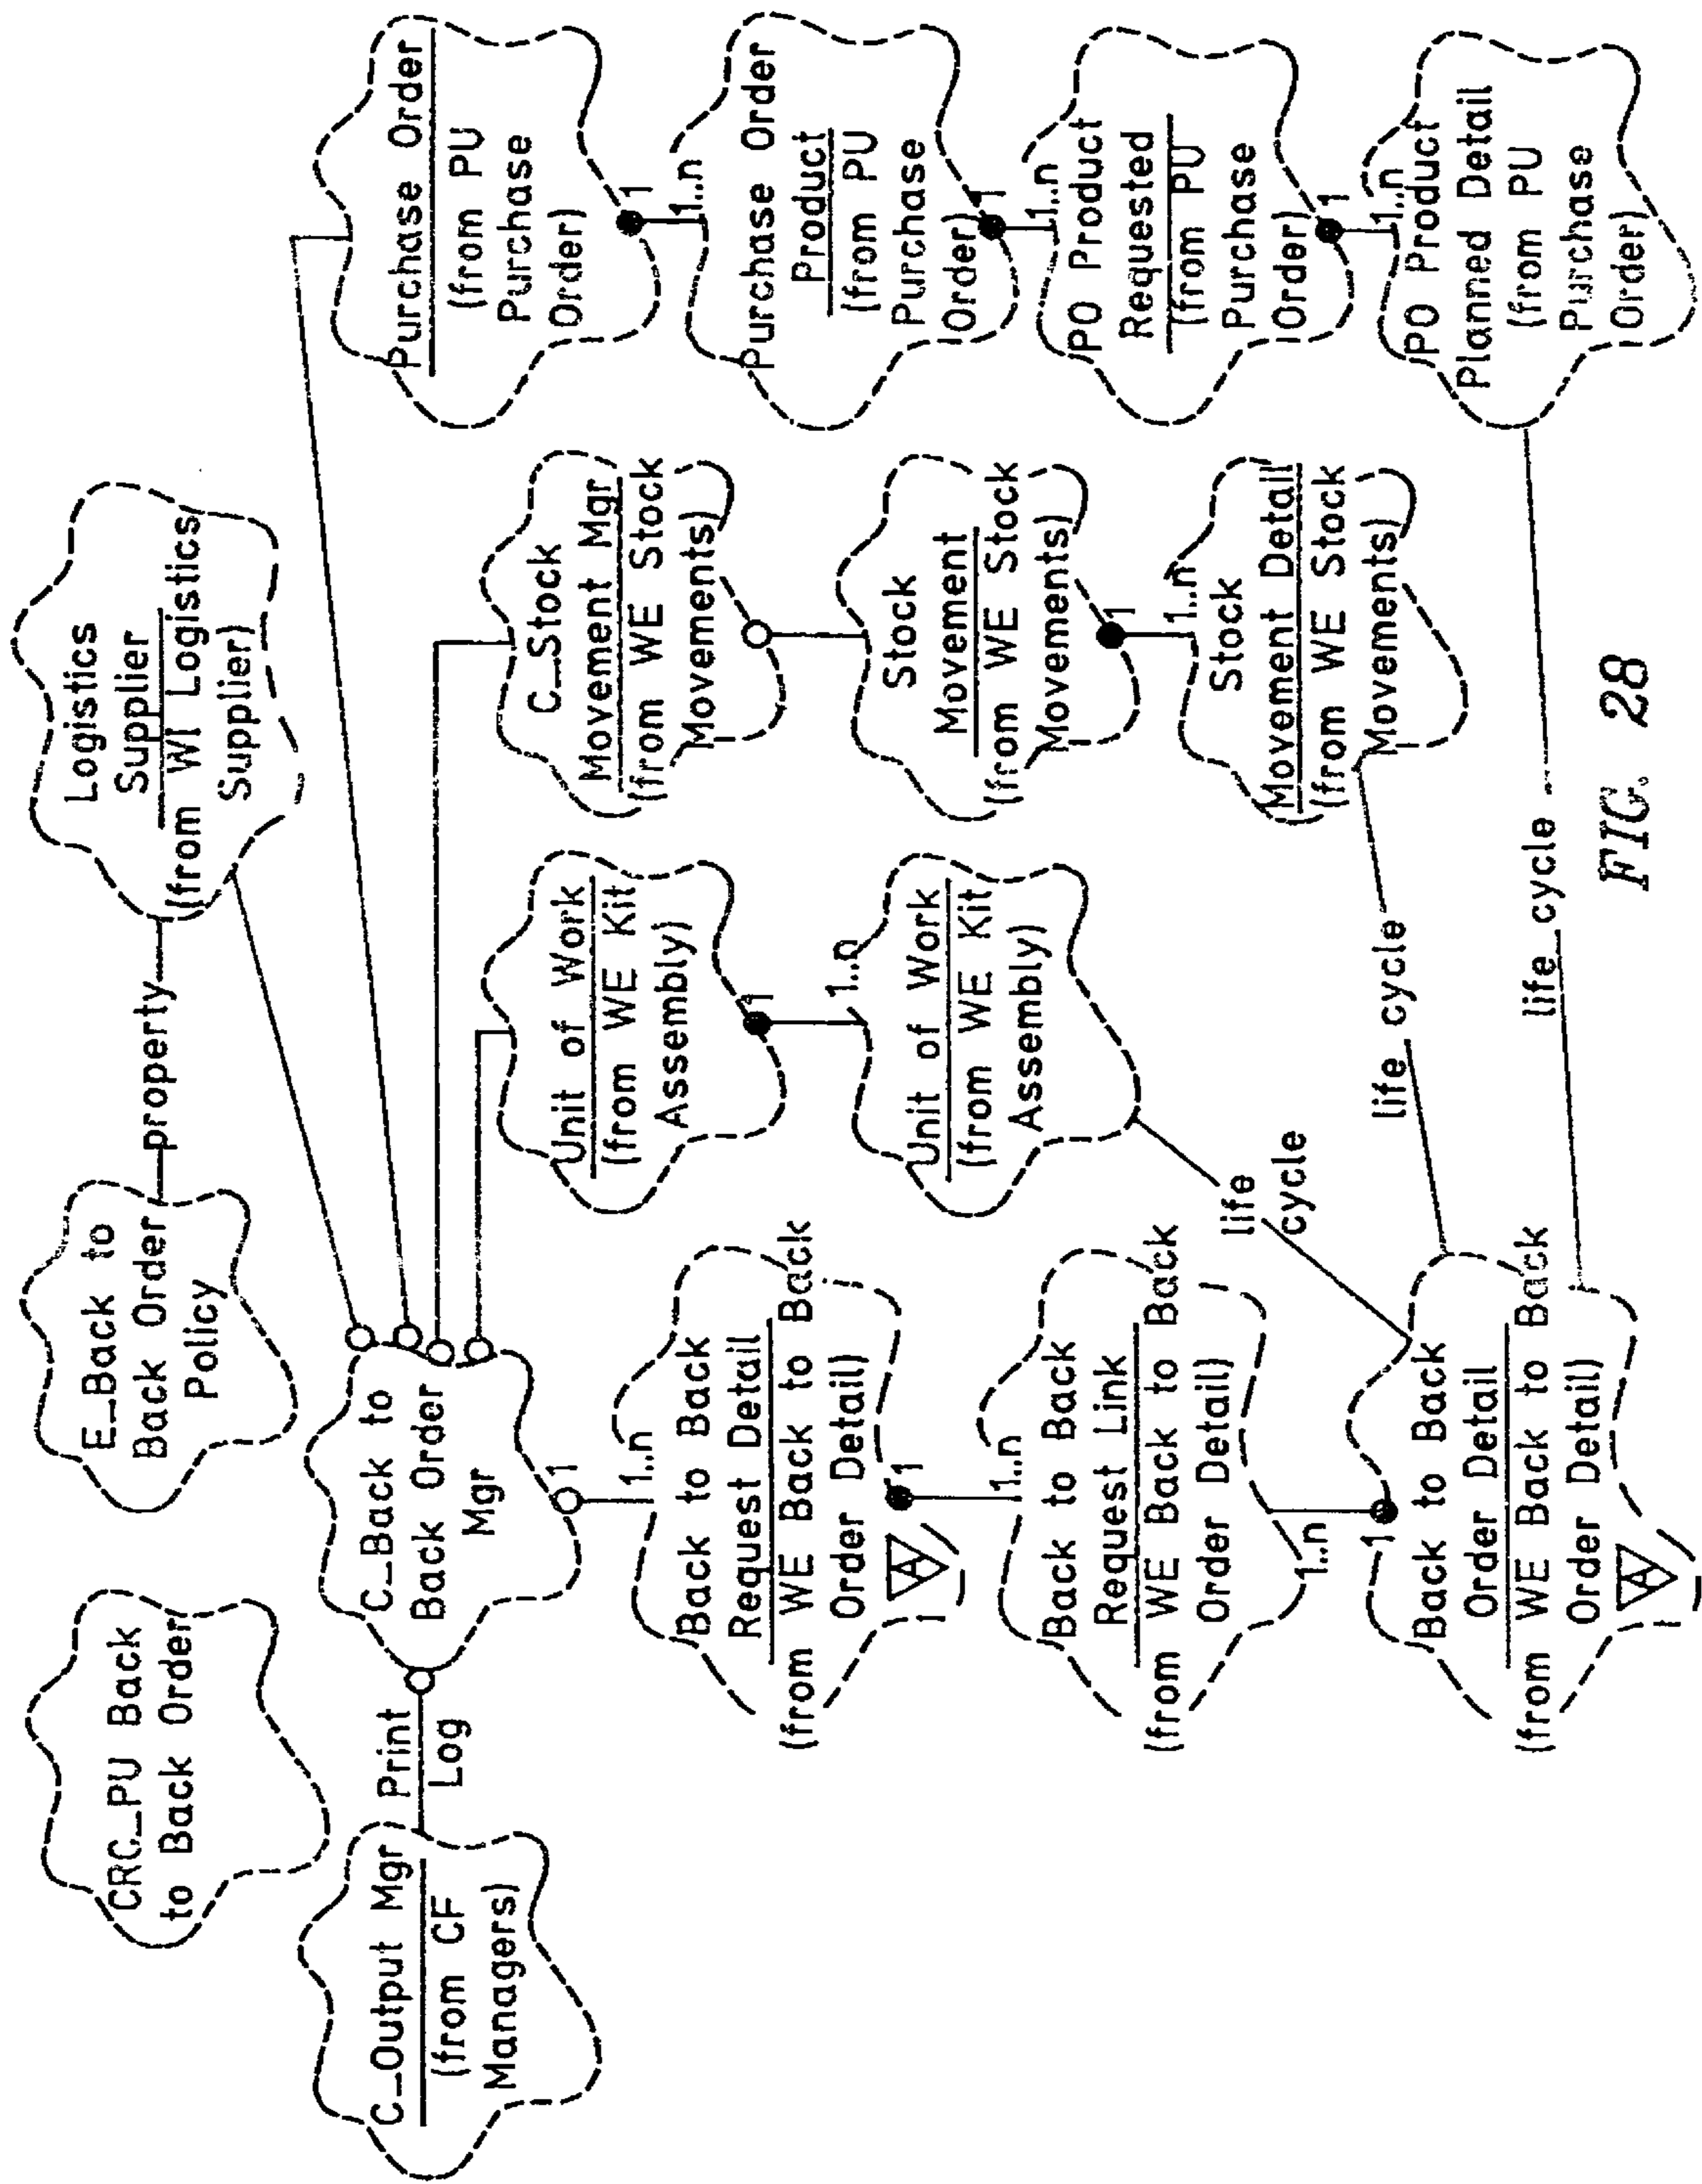 CRC_PU Back
to Back Order
E_Back to
Back Order
Policy
property
Logistics
Supplier
(from WI Logistics
Supplier)
C_Output Mgr
(from CF
Managers)
Print
Log
C_Back to
Back Order
Mgr
1
1..n
Back to Back
Request Detail
(from WE Back to Back
Order Detail)
A
1
1..n
Back to Back
Request Link
(from WE Back to Back
Order Detail)
1..n
1
Back to Back
Order Detail
(from WE Back to Back
Order Detail)
A
Unit of Work
(from WE Kit
Assembly)
1
1..n
Unit of Work
(from WE Kit
Assembly)
life
cycle
C_Stock
Movement Mgr
(from WE Stock
Movements)
Stock
Movement
(from WE Stock
Movements)
1
1..n
Stock
Movement Detail
(from WE Stock
Movements)
life cycle
Purchase Order
(from PU
Purchase
Order)
1
1..n
Purchase Order
Product
(from PU
Purchase
Order)
1
1..n
PO Product
Requested
(from PU
Purchase
Order)
1
1..n
PO Product
Planned Detail
(from PU
Purchase
Order)
life cycle
FIG. 28